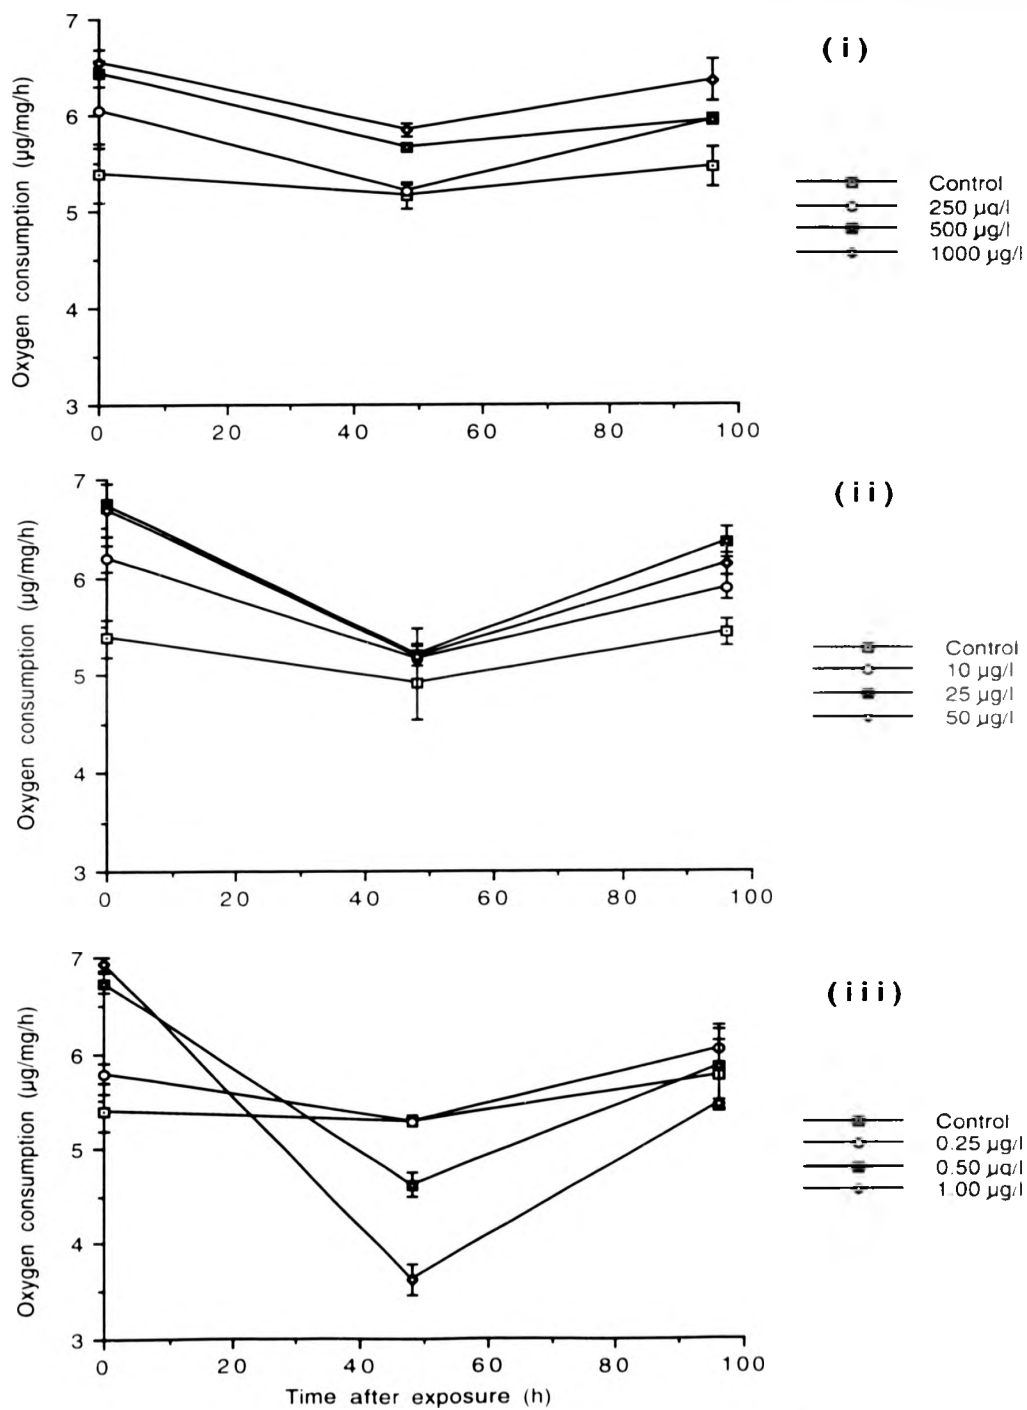 (i)
Oxygen consumption (µg/mg/h)
7
6
5
4
3
0 20 40 60 80 100
Control
250 µg/l
500 µg/l
1000 µg/l
(ii)
Oxygen consumption (µg/mg/h)
7
6
5
4
3
0 20 40 60 80 100
Control
10 µg/l
25 µg/l
50 µg/l
(iii)
Oxygen consumption (µg/mg/h)
7
6
5
4
3
0 20 40 60 80 100
Time after exposure (h)
Control
0.25 µg/l
0.50 µg/l
1.00 µg/l